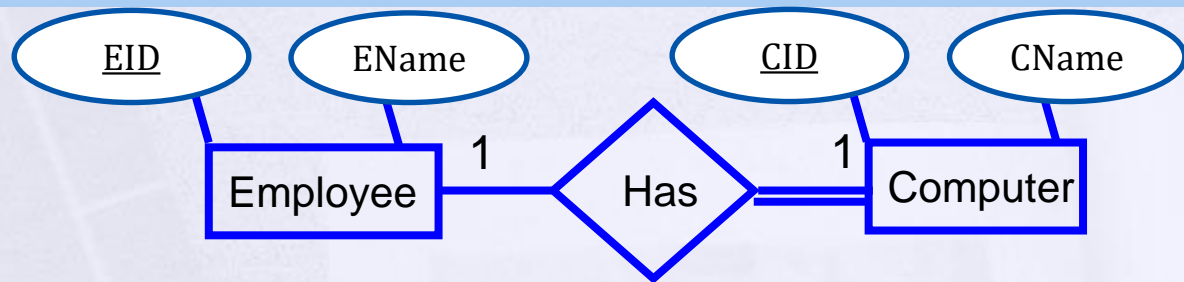 EID EName CID CName
1 1
Employee Has Computer